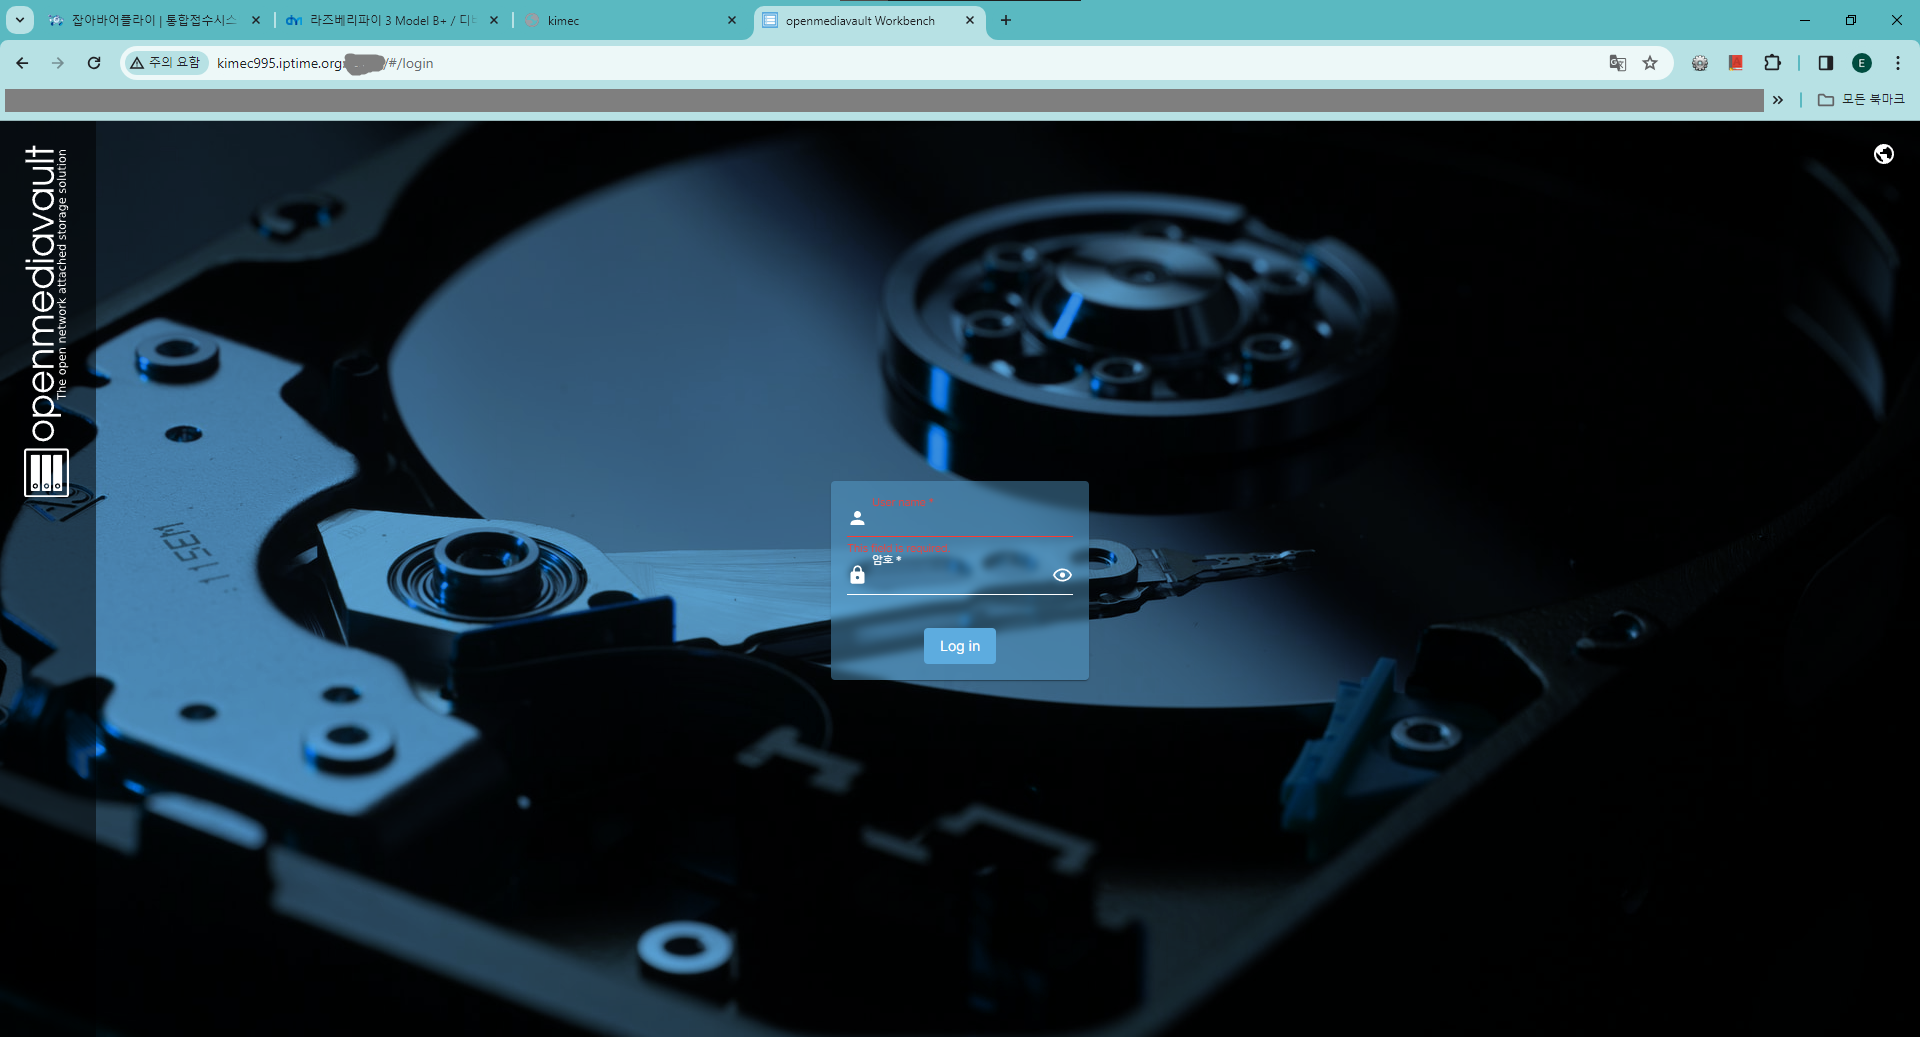 잡아바어플라이 | 통합접수시스
라즈베리파이 3 Model B+ / 디바
kimec
openmediavault Workbench
주의 요함
kimec995.iptime.org:
/#/login
E
모든 북마크
openmediavault
The open network attached storage solution
11SEM
User name *
This field is required.
암호 *
Log in